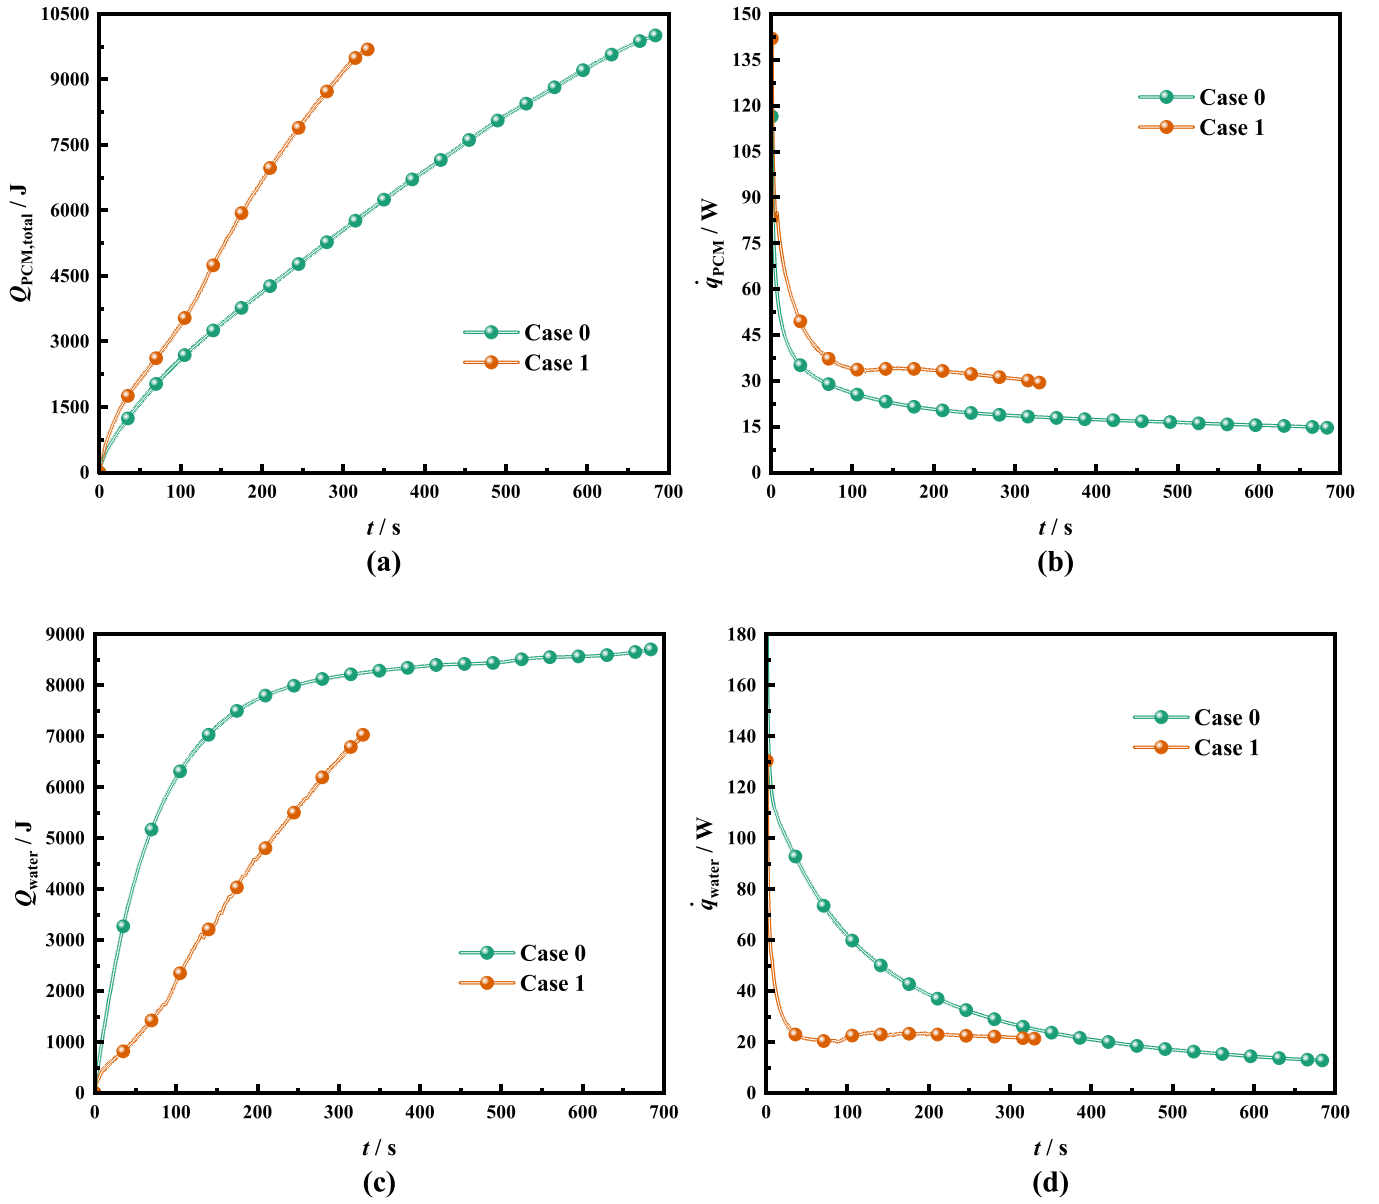 10500
9000
7500
6000
4500
3000
1500
0
Q_PCM,total / J
Case 0
Case 1
0 100 200 300 400 500 600 700
t / s
(a)
150
135
120
105
90
75
60
45
30
15
0
q̇_PCM / W
Case 0
Case 1
0 100 200 300 400 500 600 700
t / s
(b)
9000
8000
7000
6000
5000
4000
3000
2000
1000
0
Q_water / J
Case 0
Case 1
0 100 200 300 400 500 600 700
t / s
(c)
180
160
140
120
100
80
60
40
20
0
q̇_water / W
Case 0
Case 1
0 100 200 300 400 500 600 700
t / s
(d)